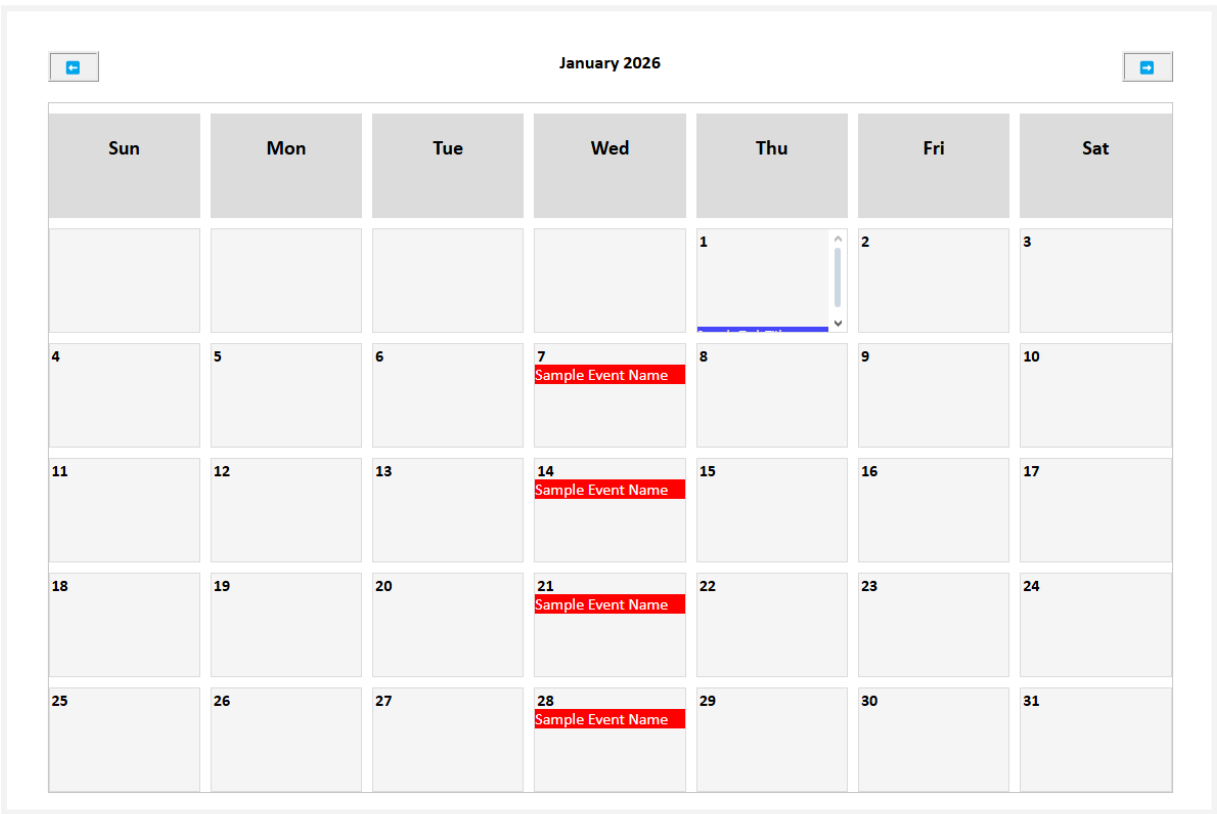 January 2026
Sun Mon Tue Wed Thu Fri Sat
1 2 3
4 5 6 7 8 9 10
Sample Event Name
11 12 13 14 15 16 17
Sample Event Name
18 19 20 21 22 23 24
Sample Event Name
25 26 27 28 29 30 31
Sample Event Name